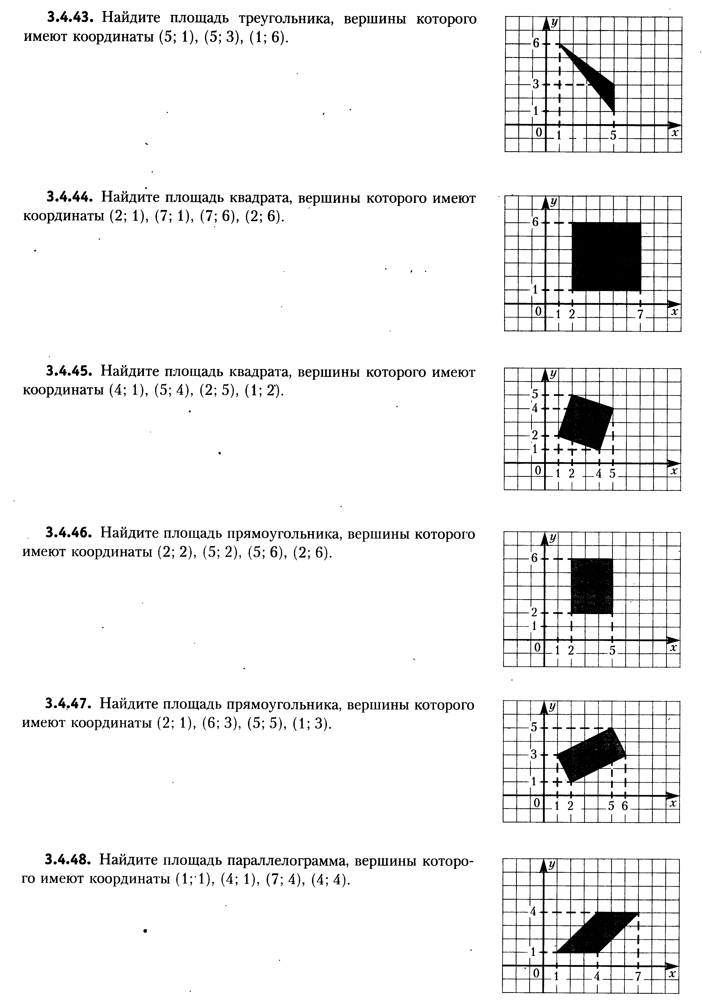 3.4.43. Найдите площадь треугольника, вершины которого
имеют координаты (5; 1), (5; 3), (1; 6).
y
6
3
1
0 1 5 x
3.4.44. Найдите площадь квадрата, вершины которого имеют
координаты (2; 1), (7; 1), (7; 6), (2; 6).
y
6
1
0 1 2 7 x
3.4.45. Найдите площадь квадрата, вершины которого имеют
координаты (4; 1), (5; 4), (2; 5), (1; 2).
y
5
4
2
1
0 1 2 4 5 x
3.4.46. Найдите площадь прямоугольника, вершины которого
имеют координаты (2; 2), (5; 2), (5; 6), (2; 6).
y
6
2
1
0 1 2 5 x
3.4.47. Найдите площадь прямоугольника, вершины которого
имеют координаты (2; 1), (6; 3), (5; 5), (1; 3).
y
5
3
1
0 1 2 5 6 x
3.4.48. Найдите площадь параллелограмма, вершины которо-
го имеют координаты (1; 1), (4; 1), (7; 4), (4; 4).
y
4
1
0 1 4 7 x